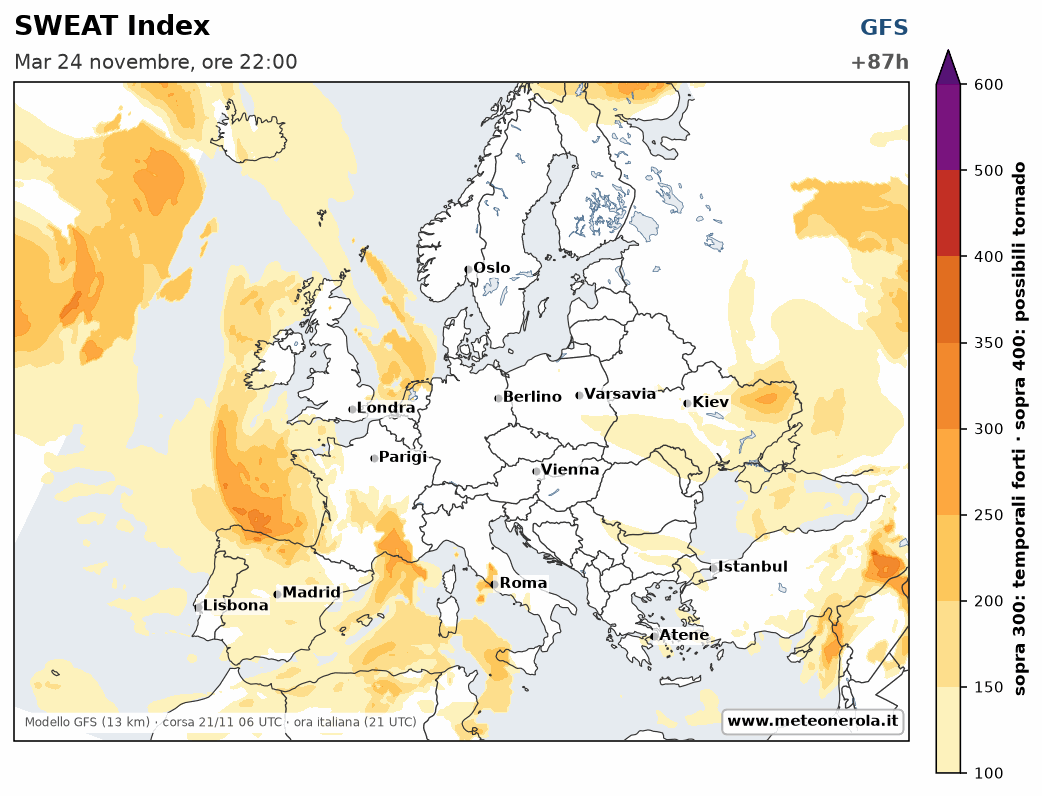 SWEAT Index
GFS
Mar 24 novembre, ore 22:00
+87h
Oslo
Berlino
Varsavia
Londra
Kiev
Parigi
Vienna
Istanbul
Roma
Madrid
Lisbona
Atene
Modello GFS (13 km) · corsa 21/11 06 UTC · ora italiana (21 UTC)
www.meteonerola.it
600
500
400
350
300
250
200
150
100
sopra 300: temporali forti · sopra 400: possibili tornado